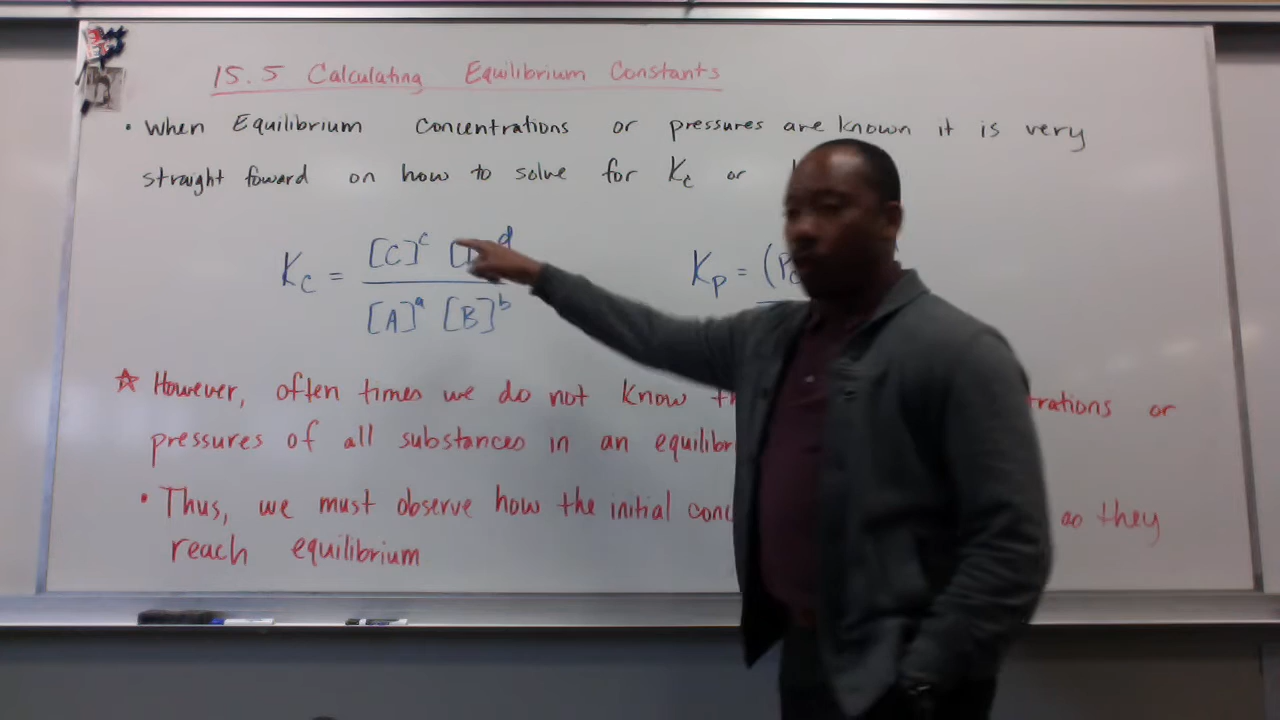 15.5 Calculating Equilibrium Constants
• When Equilibrium Concentrations or pressures are known it is very
straight foward on how to solve for Kc or
Kc = [C]^c [ ^d
[A]^a [B]^b
Kp = (Pc
☆ However, often times we do not know trations or
pressures of all substances in an equilibr
• Thus, we must observe how the initial conc as they
reach equilibrium